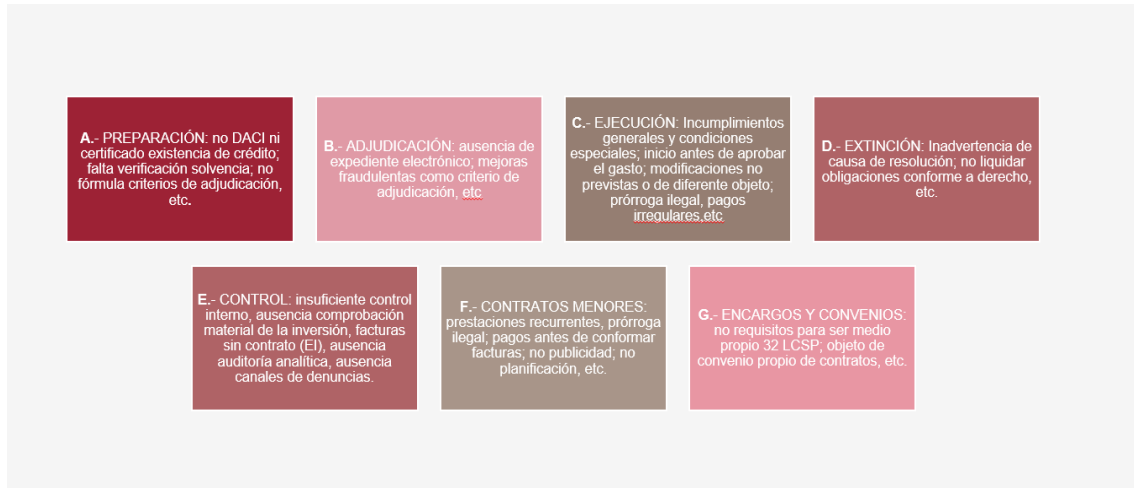 A.- PREPARACIÓN: no DACI ni
certificado existencia de crédito;
falta verificación solvencia; no
fórmula criterios de adjudicación,
etc.
B.- ADJUDICACIÓN: ausencia de
expediente electrónico; mejoras
fraudulentas como criterio de
adjudicación, etc
C.- EJECUCIÓN: Incumplimientos
generales y condiciones
especiales; inicio antes de aprobar
el gasto; modificaciones no
previstas o de diferente objeto;
prórroga ilegal, pagos
irregulares,etc
D.- EXTINCIÓN: Inadvertencia de
causa de resolución; no liquidar
obligaciones conforme a derecho,
etc.
E.- CONTROL: insuficiente control
interno, ausencia comprobación
material de la inversión, facturas
sin contrato (EI), ausencia
auditoría analítica, ausencia
canales de denuncias.
F.- CONTRATOS MENORES:
prestaciones recurrentes, prórroga
ilegal; pagos antes de conformar
facturas; no publicidad; no
planificación, etc.
G.- ENCARGOS Y CONVENIOS:
no requisitos para ser medio
propio 32 LCSP; objeto de
convenio propio de contratos, etc.